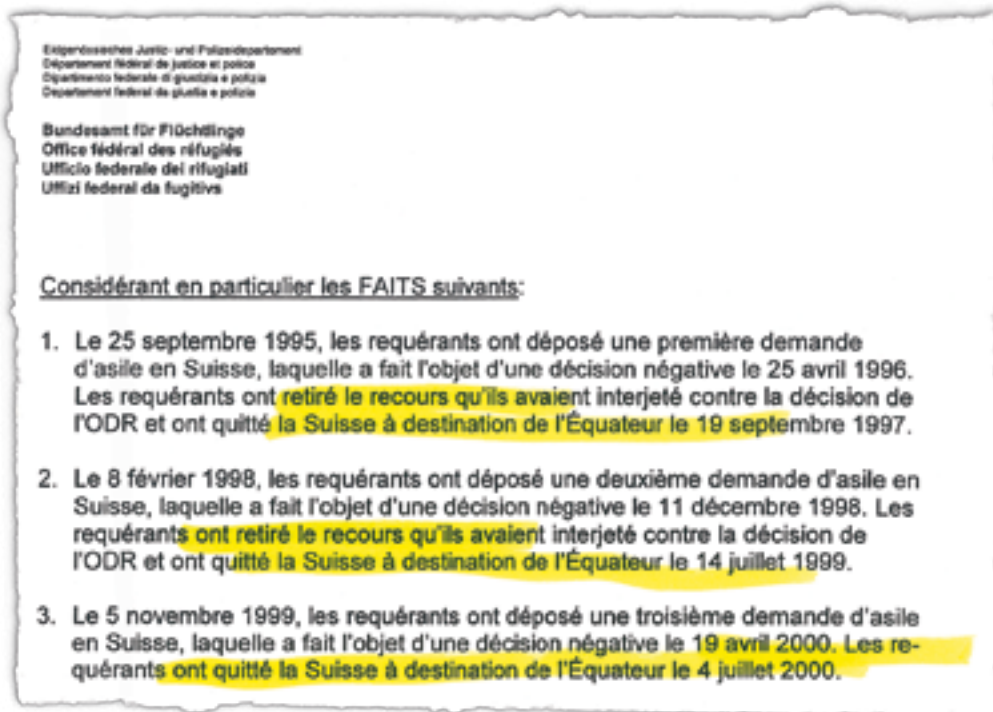 Eidgenössisches Justiz- und Polizeidepartement
Département fédéral de justice et police
Dipartimento federale di giustizia e polizia
Departament federal da giustia e polizia
Bundesamt für Flüchtlinge
Office fédéral des réfugiés
Ufficio federale dei rifugiati
Uffizi federal da fugitivs
Considérant en particulier les FAITS suivants:
1. Le 25 septembre 1995, les requérants ont déposé une première demande
d'asile en Suisse, laquelle a fait l'objet d'une décision négative le 25 avril 1996.
Les requérants ont retiré le recours qu'ils avaient interjeté contre la décision de
l'ODR et ont quitté la Suisse à destination de l'Équateur le 19 septembre 1997.
2. Le 8 février 1998, les requérants ont déposé une deuxième demande d'asile en
Suisse, laquelle a fait l'objet d'une décision négative le 11 décembre 1998. Les
requérants ont retiré le recours qu'ils avaient interjeté contre la décision de
l'ODR et ont quitté la Suisse à destination de l'Équateur le 14 juillet 1999.
3. Le 5 novembre 1999, les requérants ont déposé une troisième demande d'asile
en Suisse, laquelle a fait l'objet d'une décision négative le 19 avril 2000. Les re-
quérants ont quitté la Suisse à destination de l'Équateur le 4 juillet 2000.